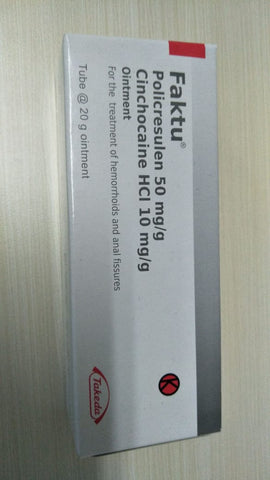 Faktu®
Policresulen 50 mg/g
Cinchocaine HCl 10 mg/g
Ointment
For the treatment of hemorrhoids and anal fissures
Tube @ 20 g ointment
K
Takeda